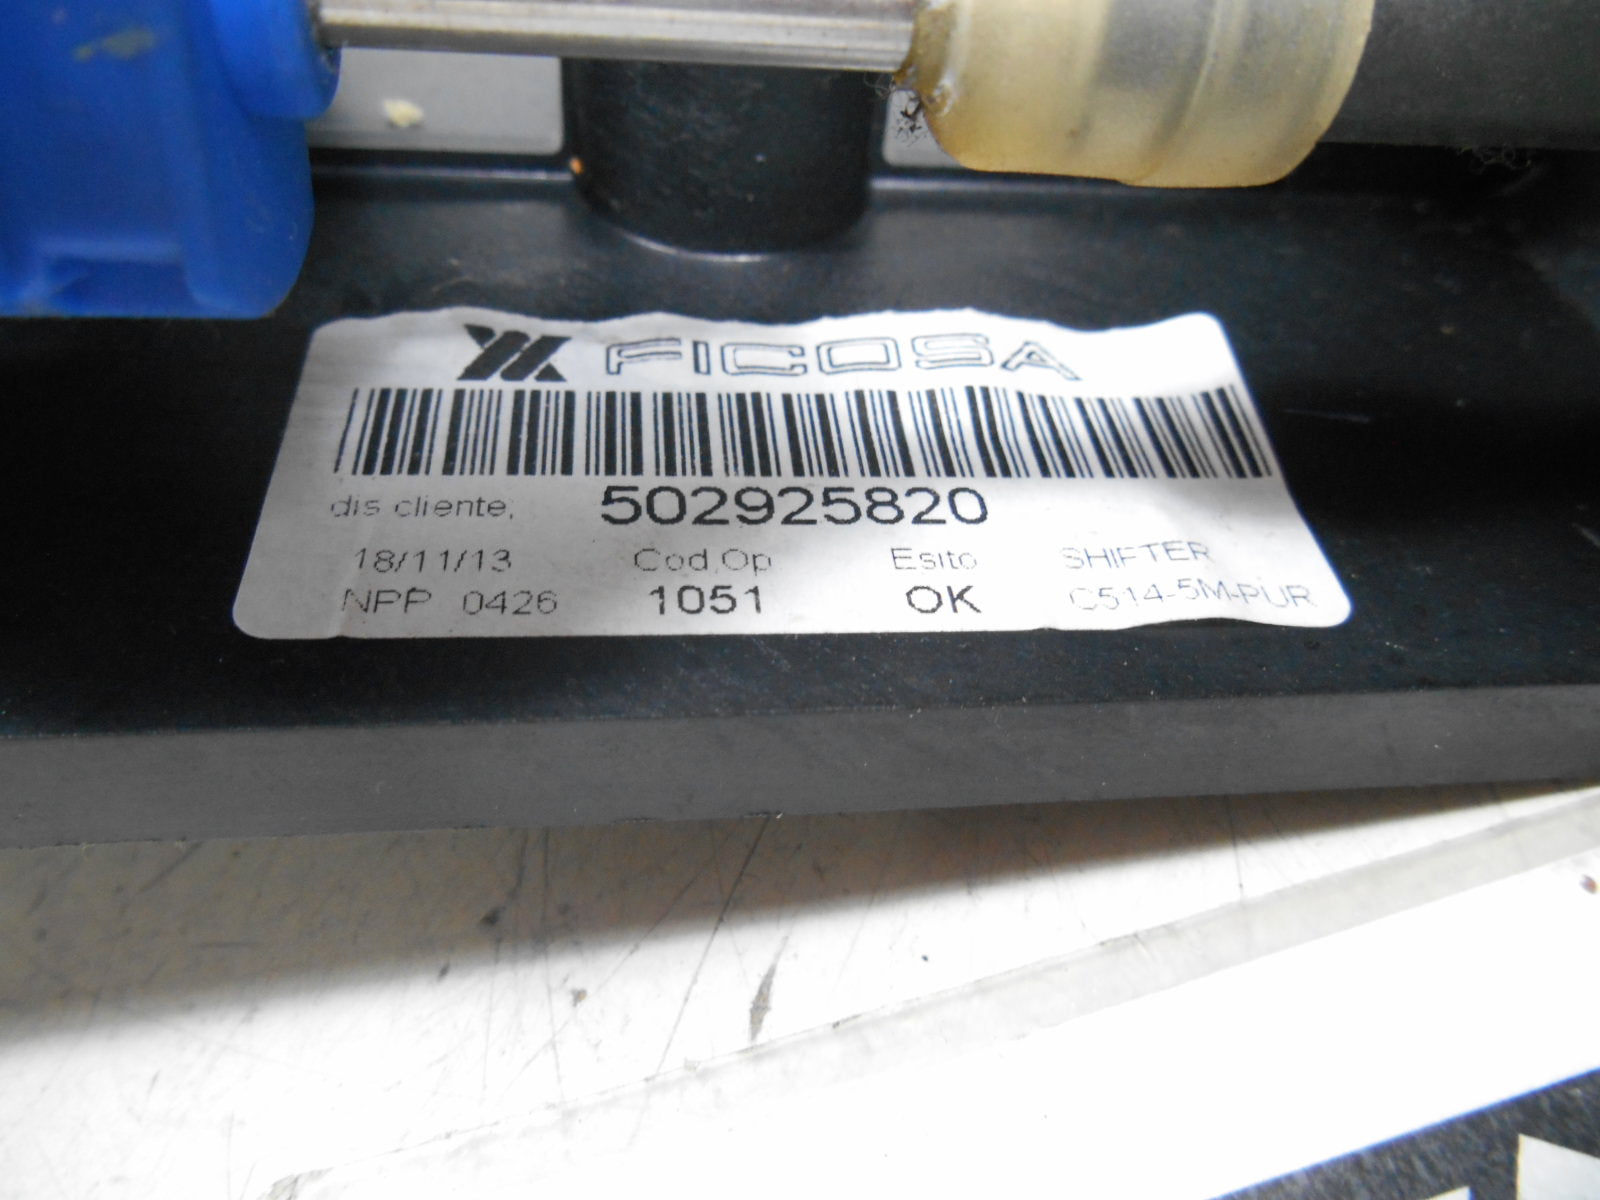 FICOSA
dis cliente: 502925820
18/11/13 Cod.Op Esito SHIFTER
NPP 0426 1051 OK C514-5M-PUR